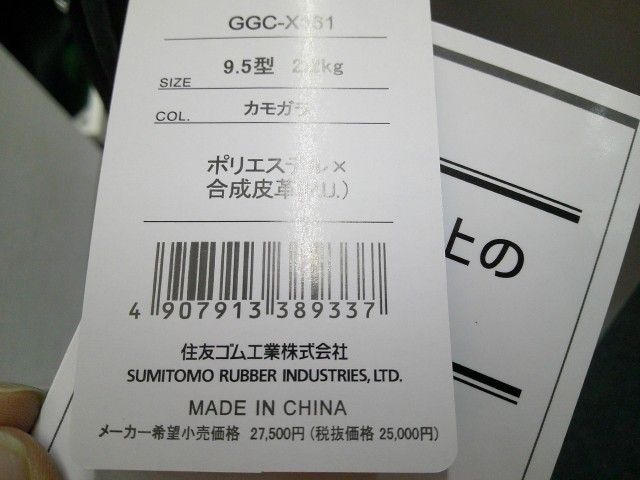 SIZE 9.5型
COL. カモガラ
ポリエステル×
合成皮革
4 907913 389337
住友ゴム工業株式会社
SUMITOMO RUBBER INDUSTRIES, LTD.
MADE IN CHINA
メーカー希望小売価格 27,500円 (税抜価格 25,000円)
上の